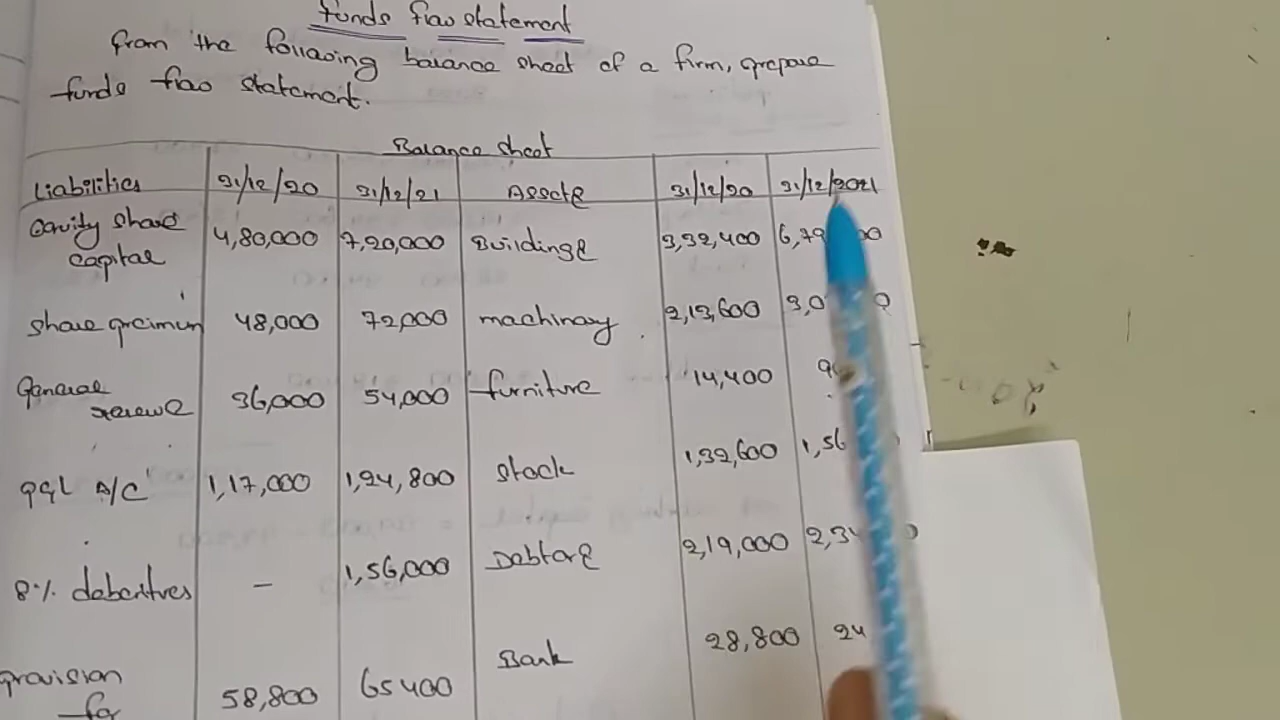 Funds flow statement
from the following balance sheet of a firm, prepare
funds flow statement.
Balance sheet
Liabilities 31/12/20 31/12/21 Assets 31/12/20 31/12/2021
Equity share capital 4,80,000 7,20,000 Buildings 3,32,400
Share preimum 48,000 72,000 machinary 2,13,600
General reserve 36,000 54,000 furniture 14,400
P&L A/C 1,17,000 1,24,800 Stock 1,32,600
8% debentures - 1,56,000 Debtors 2,19,000
Provision for 58,800 65400 Bank 28,800